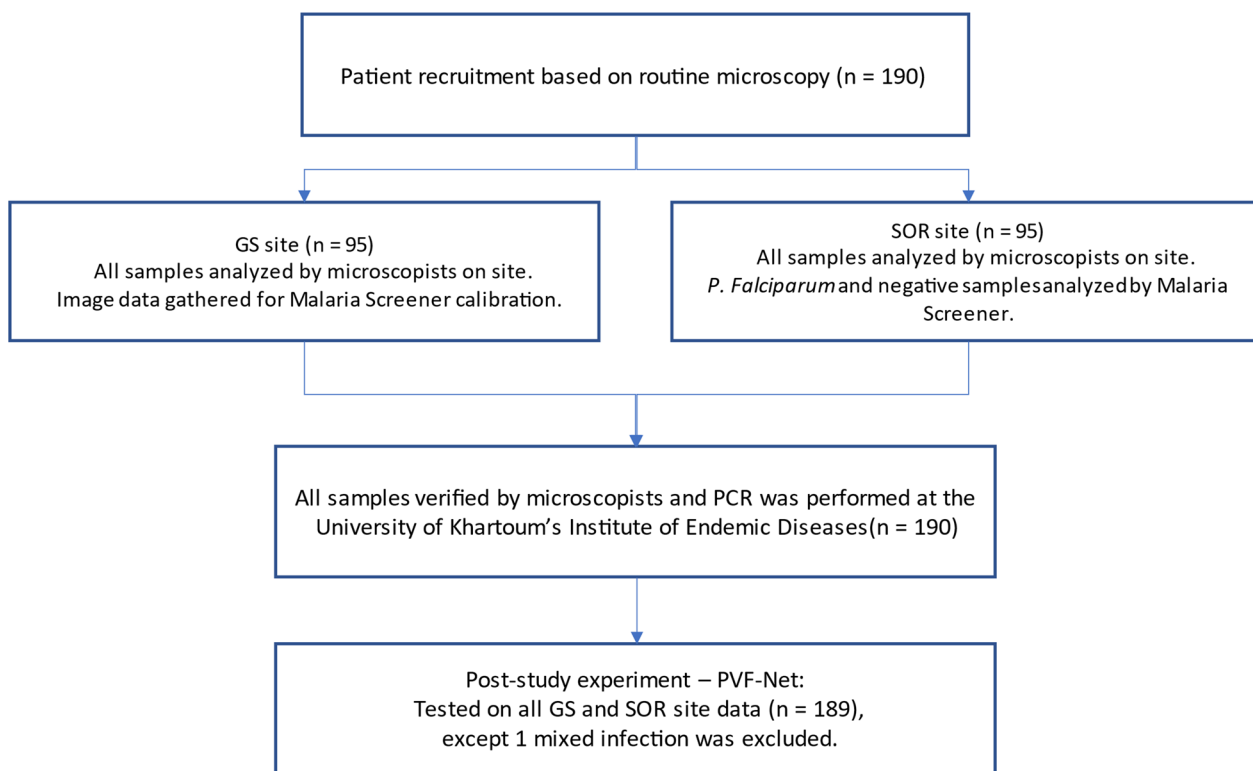 Patient recruitment based on routine microscopy (n = 190)
GS site (n = 95)
All samples analyzed by microscopists on site.
Image data gathered for Malaria Screener calibration.
SOR site (n = 95)
All samples analyzed by microscopists on site.
P. Falciparum and negative samples analyzed by Malaria
Screener.
All samples verified by microscopists and PCR was performed at the
University of Khartoum’s Institute of Endemic Diseases(n = 190)
Post-study experiment – PVF-Net:
Tested on all GS and SOR site data (n = 189),
except 1 mixed infection was excluded.